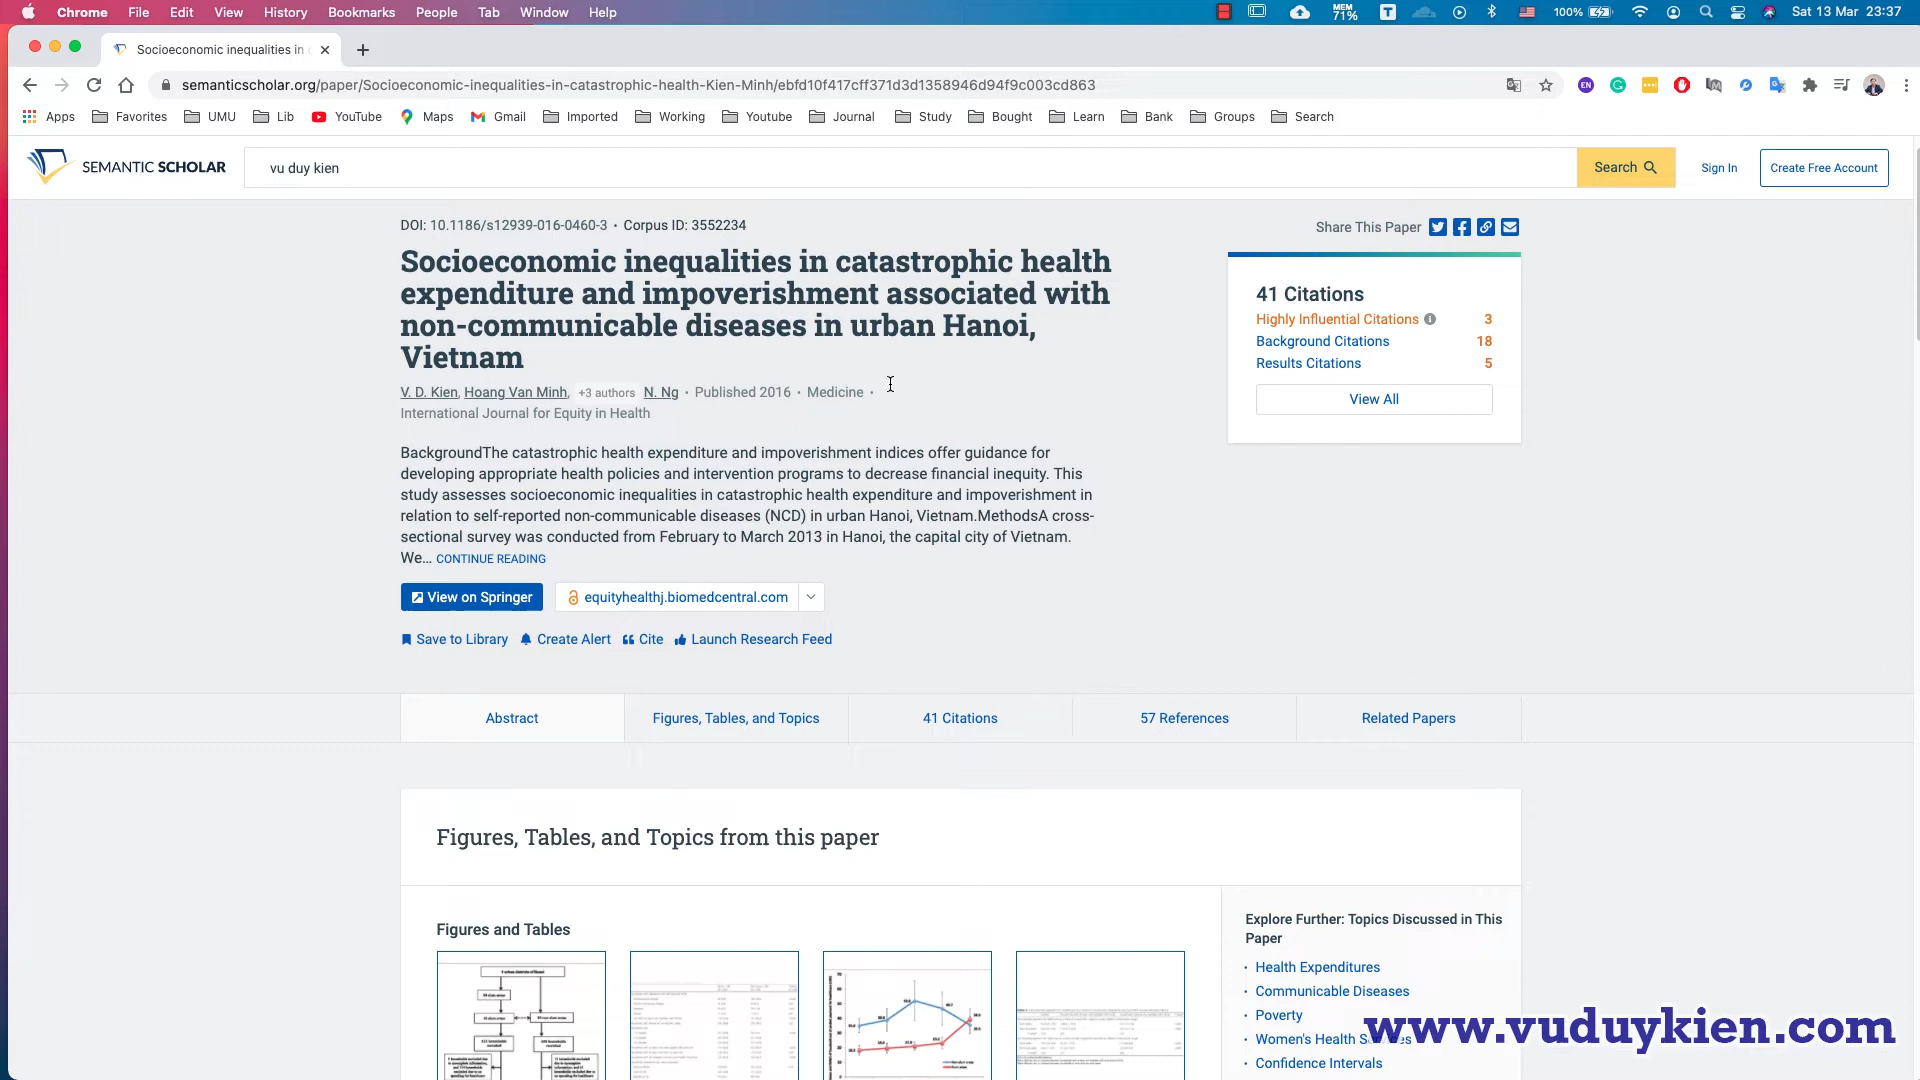 Chrome File Edit View History Bookmarks People Tab Window Help
MEM 71% 100% Sat 13 Mar 23:37
Socioeconomic inequalities in
semanticscholar.org/paper/Socioeconomic-inequalities-in-catastrophic-health-Kien-Minh/ebfd10f417cff371d3d1358946d94f9c003cd863
Apps Favorites UMU Lib YouTube Maps Gmail Imported Working Youtube Journal Study Bought Learn Bank Groups Search
SEMANTIC SCHOLAR
vu duy kien
Search
Sign In
Create Free Account
DOI: 10.1186/s12939-016-0460-3 · Corpus ID: 3552234
Socioeconomic inequalities in catastrophic health
expenditure and impoverishment associated with
non-communicable diseases in urban Hanoi,
Vietnam
V. D. Kien, Hoang Van Minh, +3 authors N. Ng · Published 2016 · Medicine ·
International Journal for Equity in Health
BackgroundThe catastrophic health expenditure and impoverishment indices offer guidance for
developing appropriate health policies and intervention programs to decrease financial inequity. This
study assesses socioeconomic inequalities in catastrophic health expenditure and impoverishment in
relation to self-reported non-communicable diseases (NCD) in urban Hanoi, Vietnam.MethodsA cross-
sectional survey was conducted from February to March 2013 in Hanoi, the capital city of Vietnam.
We... CONTINUE READING
View on Springer
equityhealthj.biomedcentral.com
Save to Library Create Alert Cite Launch Research Feed
Share This Paper
41 Citations
Highly Influential Citations 3
Background Citations 18
Results Citations 5
View All
Abstract
Figures, Tables, and Topics
41 Citations
57 References
Related Papers
Figures, Tables, and Topics from this paper
Figures and Tables
Explore Further: Topics Discussed in This
Paper
· Health Expenditures
· Communicable Diseases
· Poverty
· Women's Health
· Confidence Intervals
www.vuduykien.com